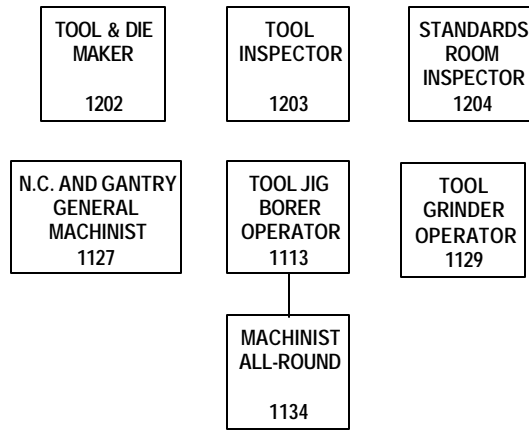 TOOL & DIE
MAKER
1202
TOOL
INSPECTOR
1203
STANDARDS
ROOM
INSPECTOR
1204
N.C. AND GANTRY
GENERAL
MACHINIST
1127
TOOL JIG
BORER
OPERATOR
1113
TOOL
GRINDER
OPERATOR
1129
MACHINIST
ALL-ROUND
1134